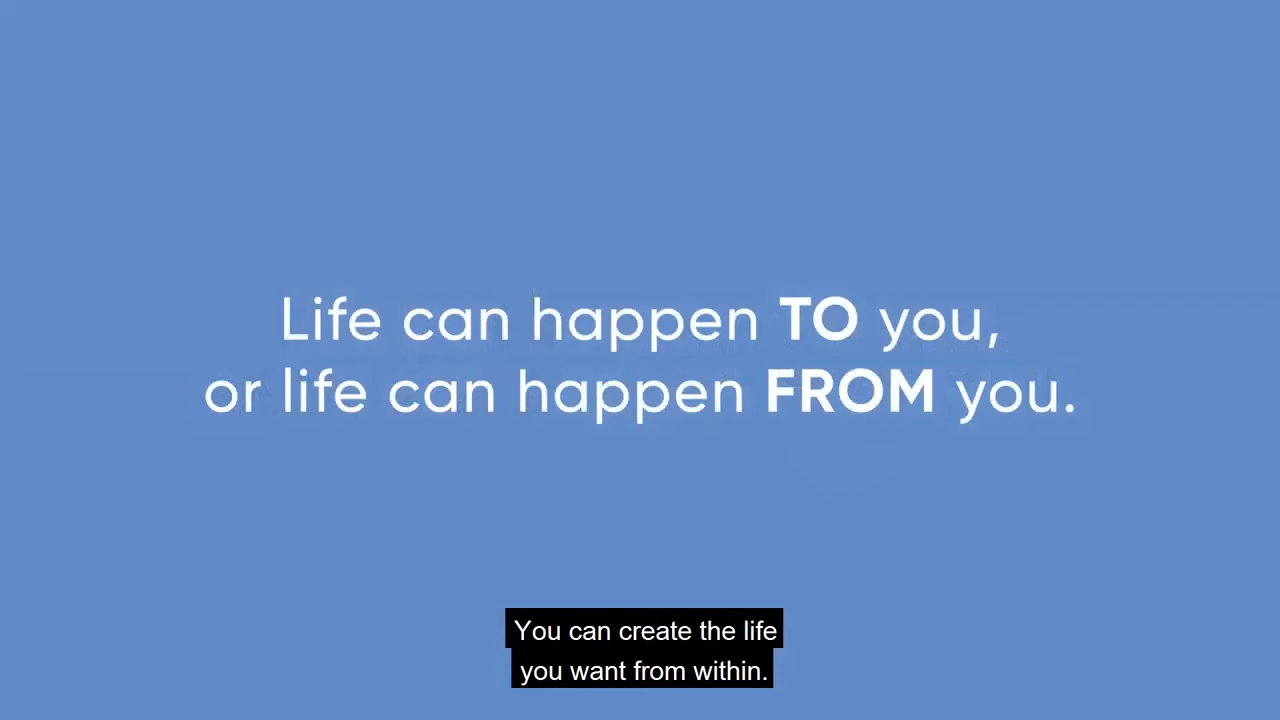 Life can happen TO you,
or life can happen FROM you.
You can create the life
you want from within.